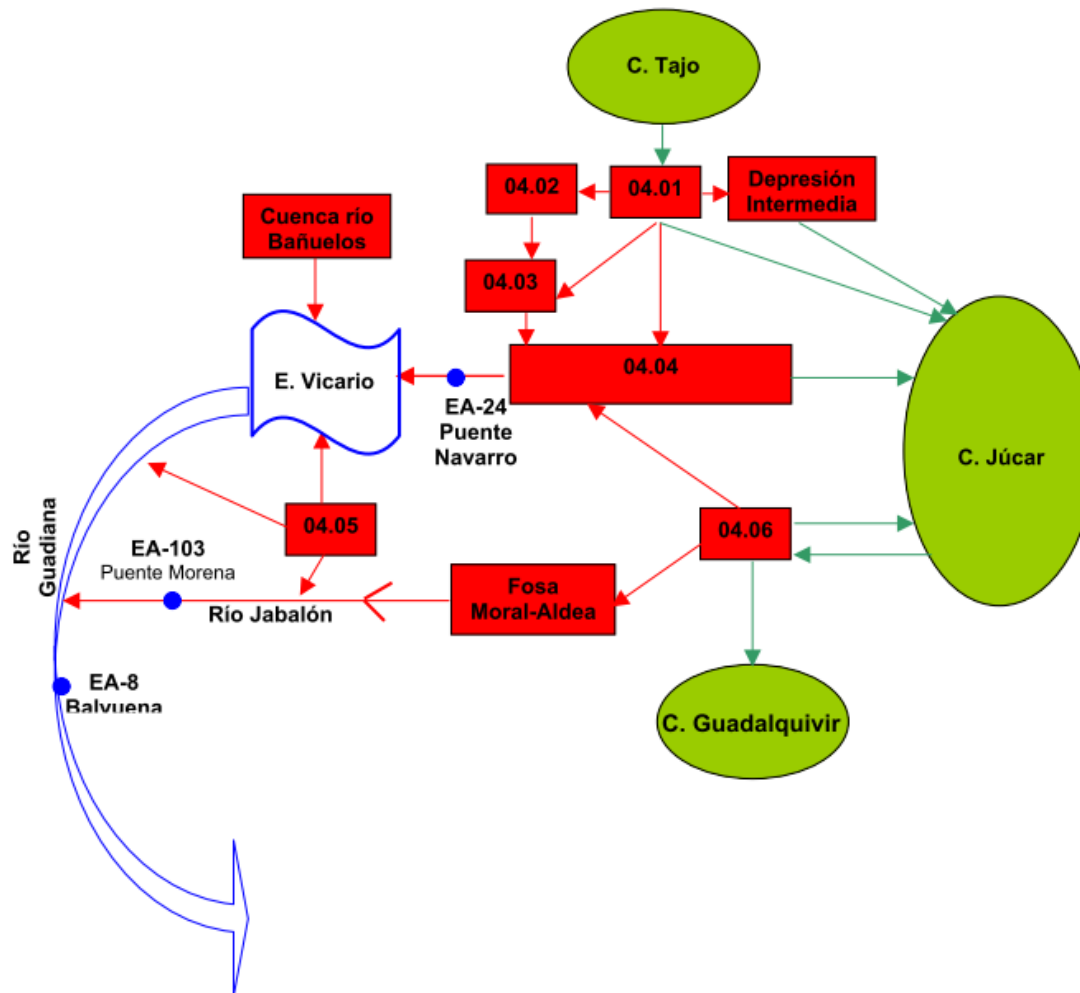 C. Tajo
04.02
04.01
Depresión
Intermedia
Cuenca río
Bañuelos
04.03
04.04
E. Vicario
EA-24
Puente
Navarro
C. Júcar
04.05
04.06
Río
Guadiana
EA-103
Puente Morena
Río Jabalón
Fosa
Moral-Aldea
EA-8
Balvuena
C. Guadalquivir